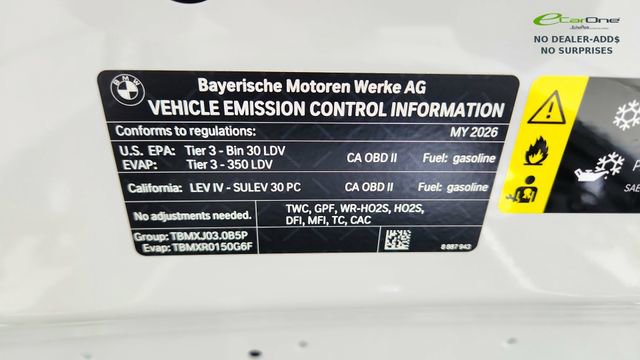 eCarOne
NO DEALER-ADD$
NO SURPRISES
BMW
Bayerische Motoren Werke AG
VEHICLE EMISSION CONTROL INFORMATION
Conforms to regulations: MY 2026
U.S. EPA: Tier 3 - Bin 30 LDV CA OBD II Fuel: gasoline
EVAP: Tier 3 - 350 LDV
California: LEV IV - SULEV 30 PC CA OBD II Fuel: gasoline
No adjustments needed.
TWC, GPF, WR-HO2S, HO2S,
DFI, MFI, TC, CAC
Group: TBMXJ03.0B5P
Evap: TBMXR0150G6F
8 887 943
SAE